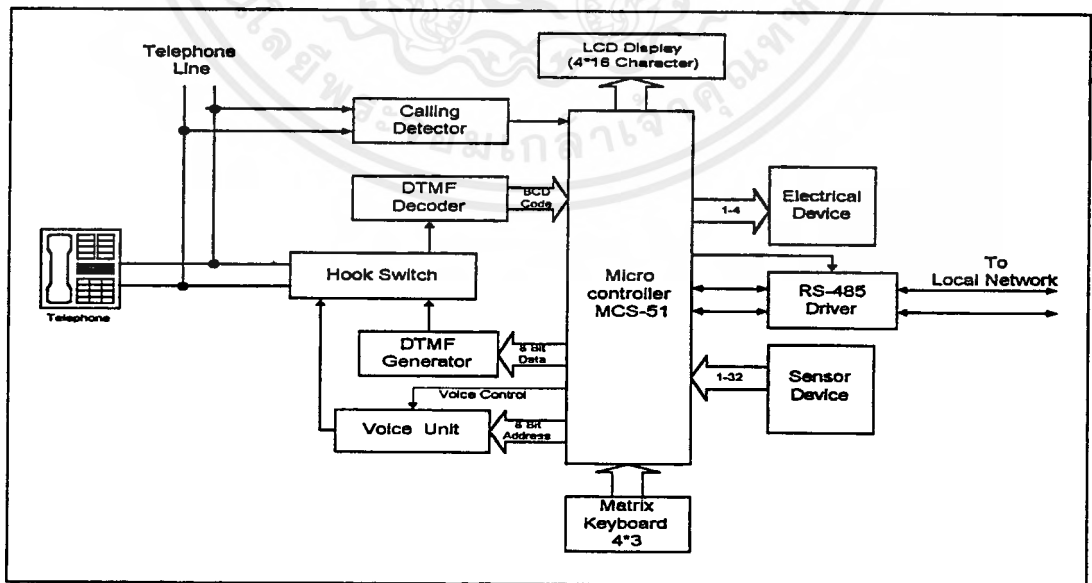 LCD Display
(4*16 Character)
Telephone
Line
Calling
Detector
DTMF
Decoder
BCD
Code
Electrical
Device
1-4
Hook Switch
Micro
controller
MCS-51
RS-485
Driver
To
Local Network
Telephone
DTMF
Generator
8 Bit
Data
1-32
Sensor
Device
Voice Control
Voice Unit
8 Bit
Address
Matrix
Keyboard
4*3